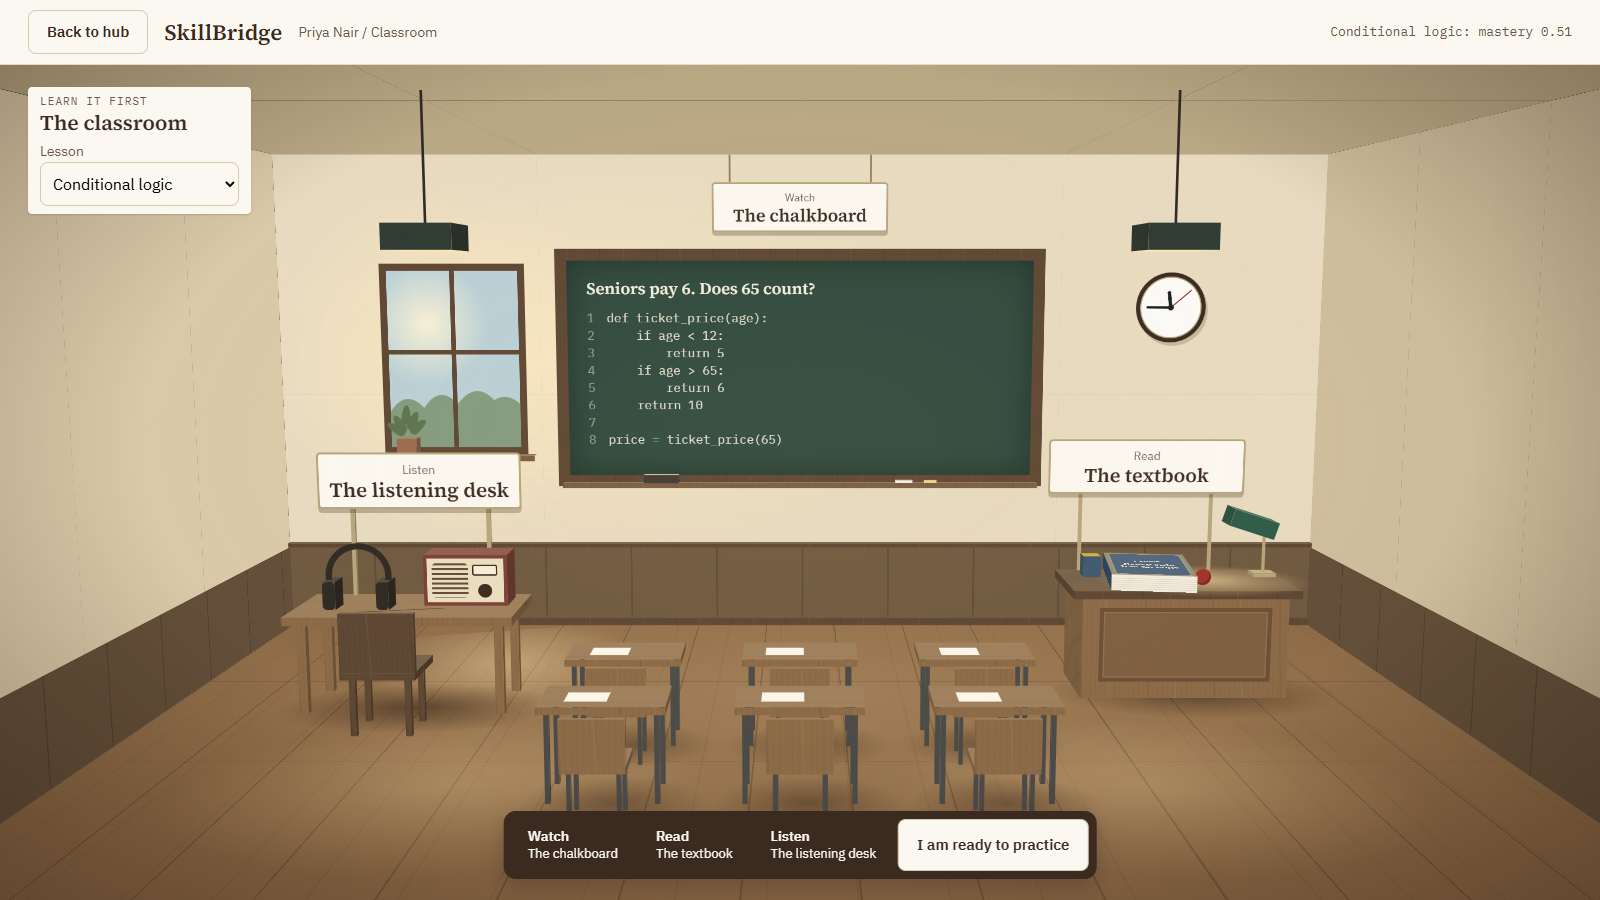 Back to hub
SkillBridge
Priya Nair / Classroom
Conditional logic: mastery 0.51
LEARN IT FIRST
The classroom
Lesson
Conditional logic
Watch
The chalkboard
Seniors pay 6. Does 65 count?
1 def ticket_price(age):
2     if age < 12:
3         return 5
4     if age > 65:
5         return 6
6     return 10
7
8 price = ticket_price(65)
Listen
The listening desk
Read
The textbook
Watch
The chalkboard
Read
The textbook
Listen
The listening desk
I am ready to practice